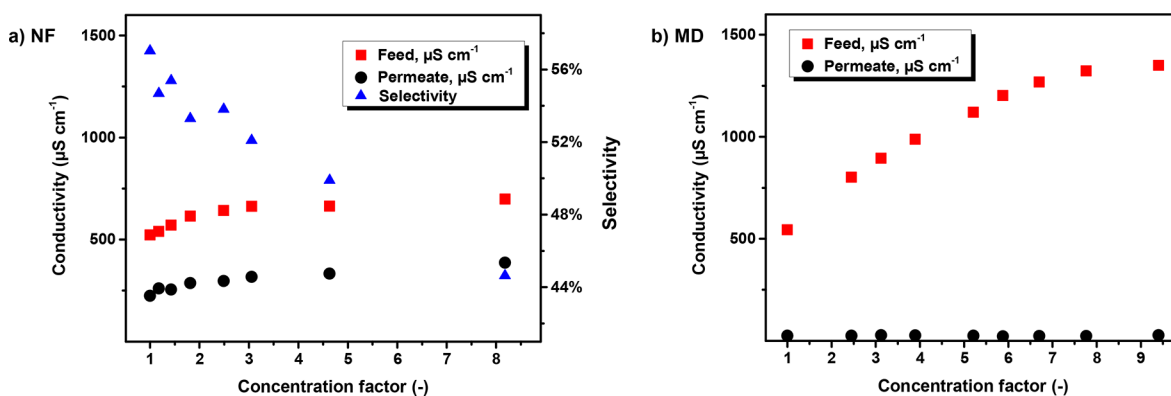 a) NF
Conductivity (µS cm⁻¹)
1500
1000
500
Feed, µS cm⁻¹
Permeate, µS cm⁻¹
Selectivity
56%
52%
48%
44%
Selectivity
1 2 3 4 5 6 7 8
Concentration factor (-)
b) MD
Conductivity (µS cm⁻¹)
1500
1000
500
Feed, µS cm⁻¹
Permeate, µS cm⁻¹
1 2 3 4 5 6 7 8 9
Concentration factor (-)